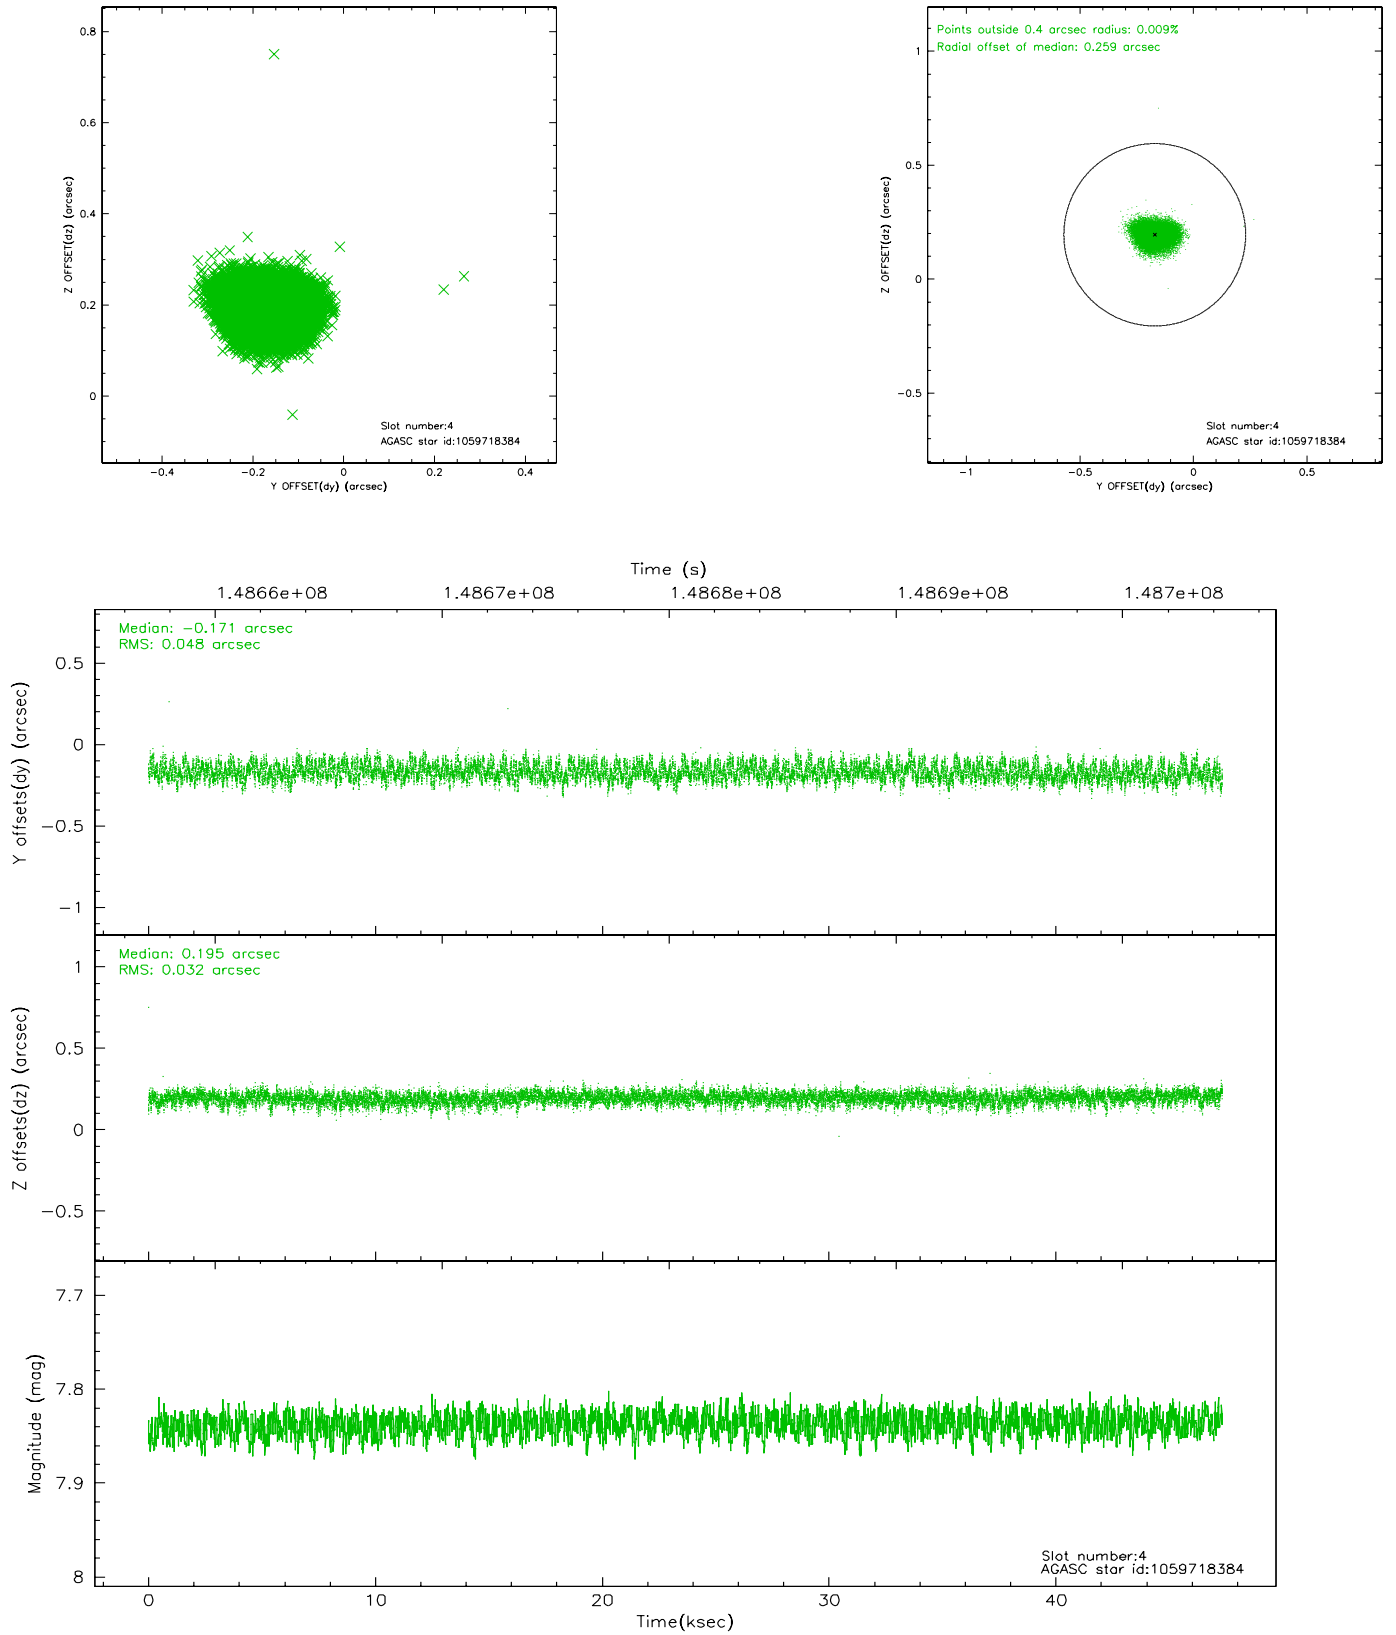 0.8
0.6
0.4
0.2
0
Z OFFSET(dz) (arcsec)
Slot number:4
AGASC star id:1059718384
−0.4 −0.2 0 0.2 0.4
Y OFFSET(dy) (arcsec)
Points outside 0.4 arcsec radius: 0.009%
Radial offset of median: 0.259 arcsec
1
0.5
0
−0.5
Z OFFSET(dz) (arcsec)
Slot number:4
AGASC star id:1059718384
−1 −0.5 0 0.5
Y OFFSET(dy) (arcsec)
Time (s)
1.4866e+08 1.4867e+08 1.4868e+08 1.4869e+08 1.487e+08
Median: −0.171 arcsec
RMS: 0.048 arcsec
0.5
0
−0.5
−1
Y offsets(dy) (arcsec)
Median: 0.195 arcsec
RMS: 0.032 arcsec
1
0.5
0
−0.5
Z offsets(dz) (arcsec)
7.7
7.8
7.9
8
Magnitude (mag)
Slot number:4
AGASC star id:1059718384
0 10 20 30 40
Time(ksec)